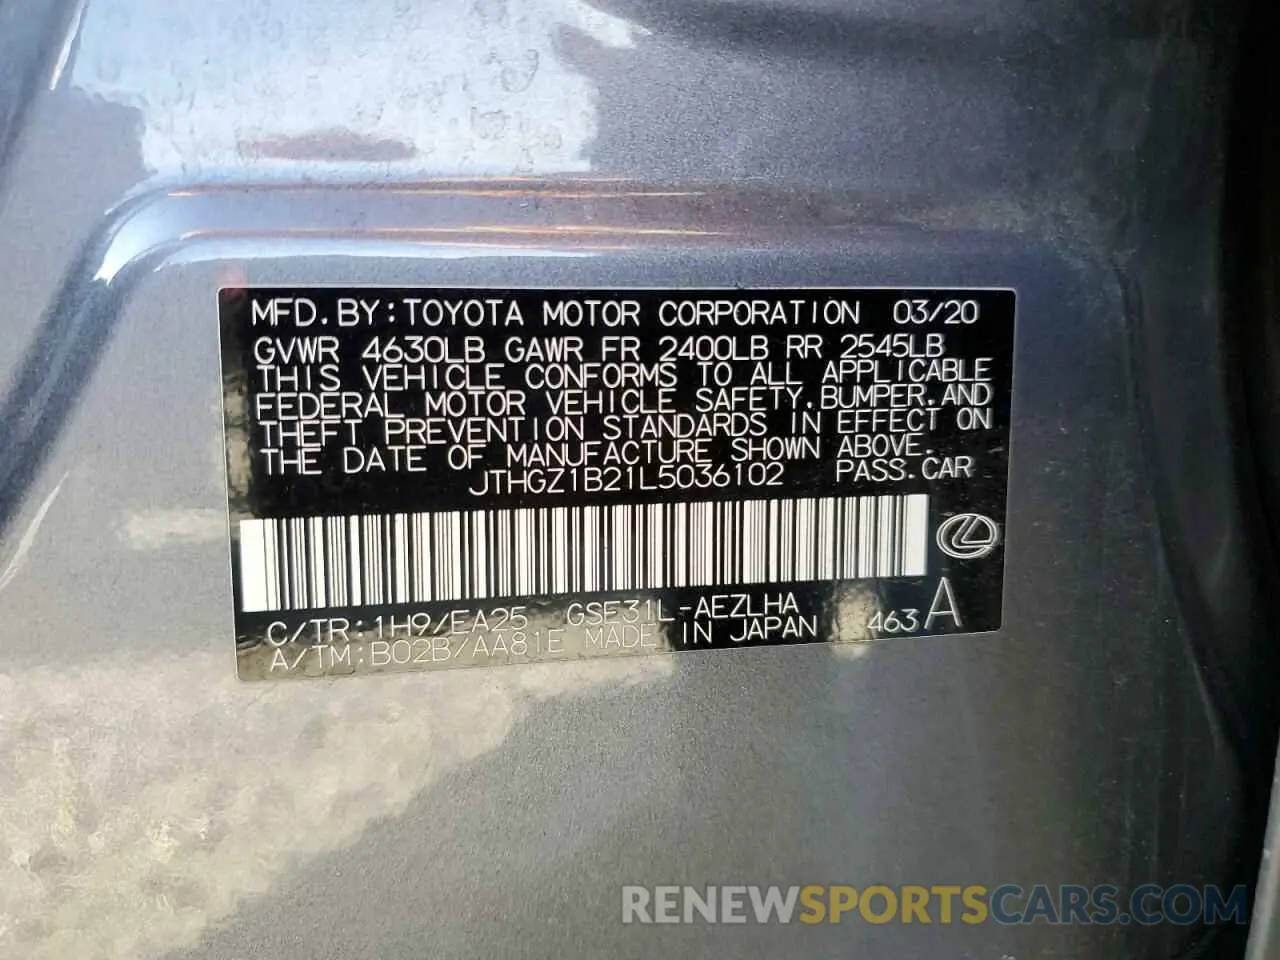 MFD.BY:TOYOTA MOTOR CORPORATION 03/20
GVWR 4630LB GAWR FR 2400LB RR 2545LB
THIS VEHICLE CONFORMS TO ALL APPLICABLE
FEDERAL MOTOR VEHICLE SAFETY,BUMPER,AND
THEFT PREVENTION STANDARDS IN EFFECT ON
THE DATE OF MANUFACTURE SHOWN ABOVE.
JTHGZ1B21L5036102 PASS.CAR
C/TR:1H9/EA25 GSE31L-AEZLHA
A/TM:B02B/AA81E MADE IN JAPAN 463 A
RENEWSPORTSCARS.COM